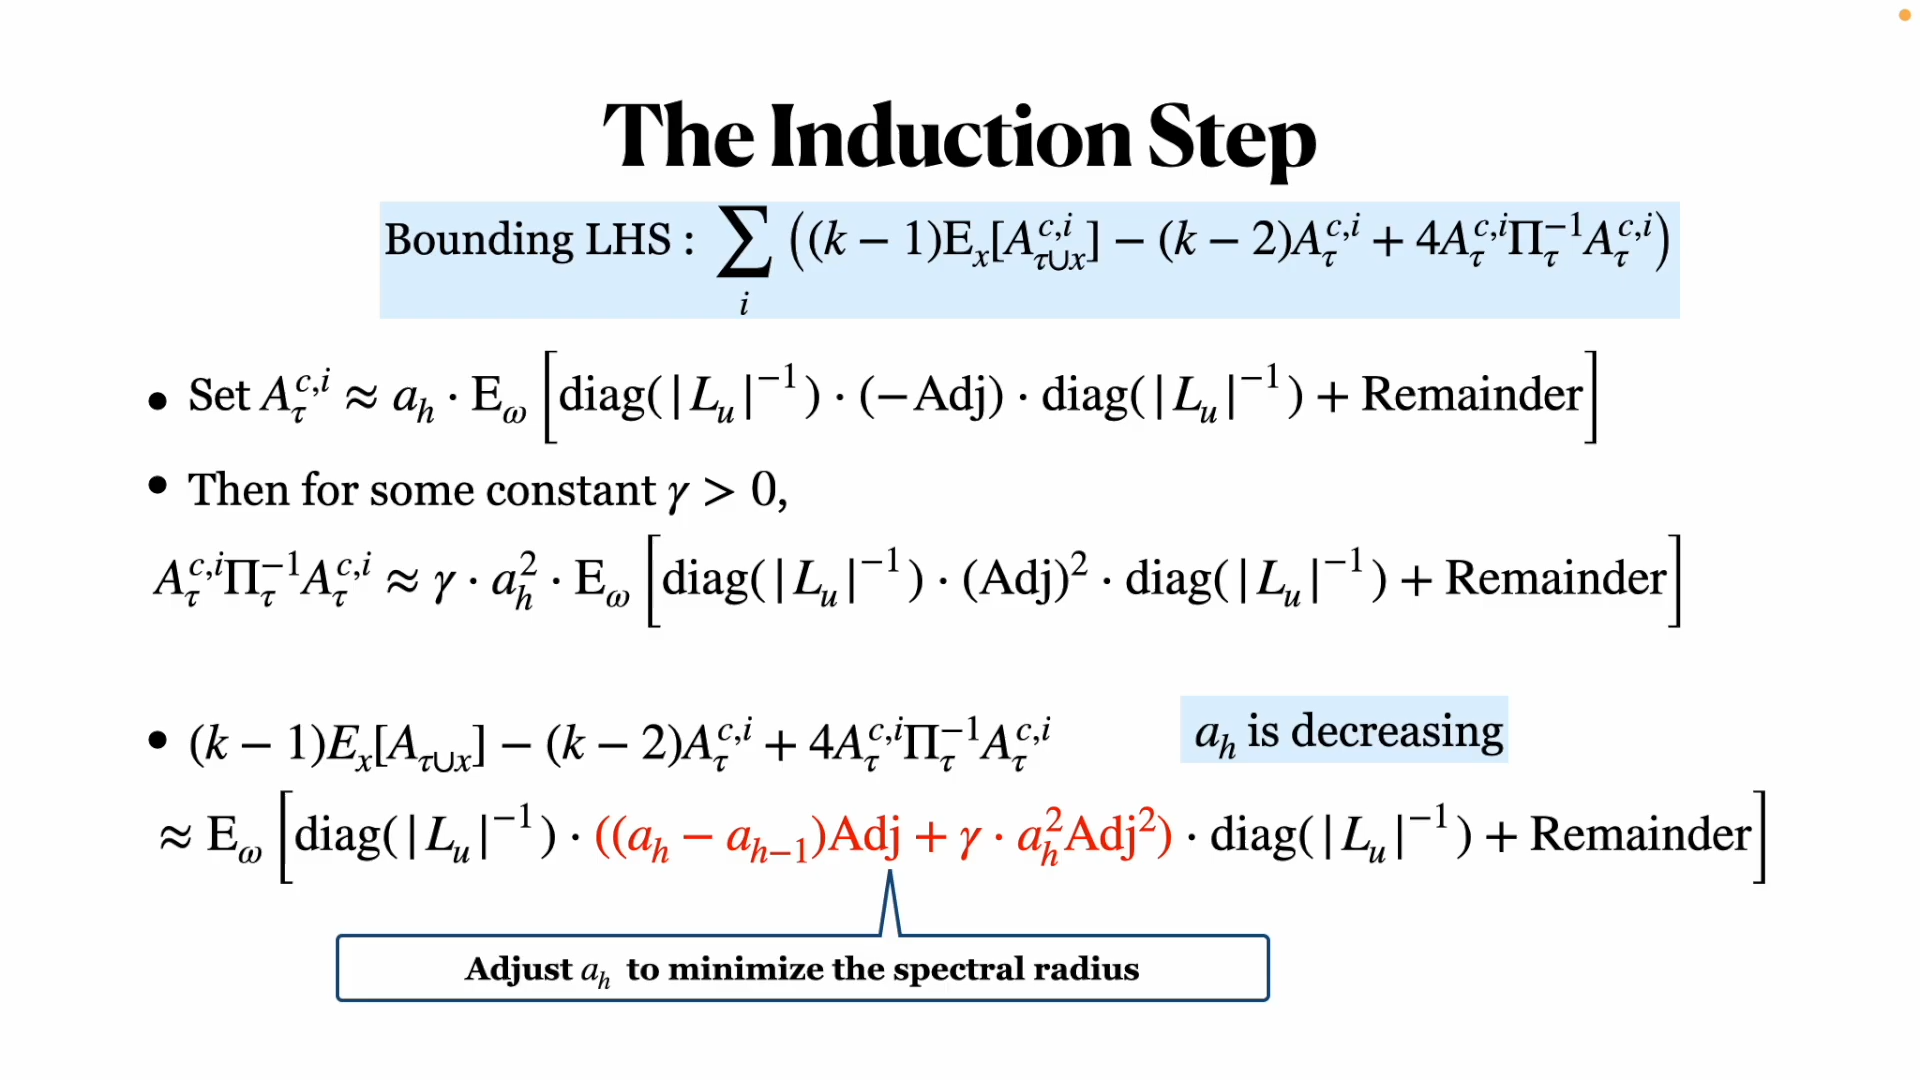 The Induction Step
Bounding LHS : ∑_i ((k − 1)E_x[A_{τ∪x}^{c,i}] − (k − 2)A_τ^{c,i} + 4A_τ^{c,i}Π_τ^{−1}A_τ^{c,i})
• Set A_τ^{c,i} ≈ a_h · E_ω [diag(|L_u|^{−1}) · (−Adj) · diag(|L_u|^{−1}) + Remainder]
• Then for some constant γ > 0,
A_τ^{c,i}Π_τ^{−1}A_τ^{c,i} ≈ γ · a_h^2 · E_ω [diag(|L_u|^{−1}) · (Adj)^2 · diag(|L_u|^{−1}) + Remainder]
• (k − 1)E_x[A_{τ∪x}] − (k − 2)A_τ^{c,i} + 4A_τ^{c,i}Π_τ^{−1}A_τ^{c,i}
a_h is decreasing
≈ E_ω [diag(|L_u|^{−1}) · ((a_h − a_{h−1})Adj + γ · a_h^2Adj^2) · diag(|L_u|^{−1}) + Remainder]
Adjust a_h to minimize the spectral radius